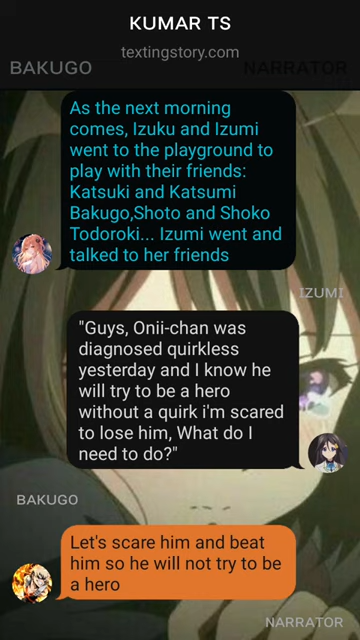 KUMAR TS
textingstory.com
BAKUGO
NARRATOR
As the next morning
comes, Izuku and Izumi
went to the playground to
play with their friends:
Katsuki and Katsumi
Bakugo,Shoto and Shoko
Todoroki... Izumi went and
talked to her friends
IZUMI
"Guys, Onii-chan was
diagnosed quirkless
yesterday and I know he
will try to be a hero
without a quirk i'm scared
to lose him, What do I
need to do?"
BAKUGO
Let's scare him and beat
him so he will not try to be
a hero
NARRATOR